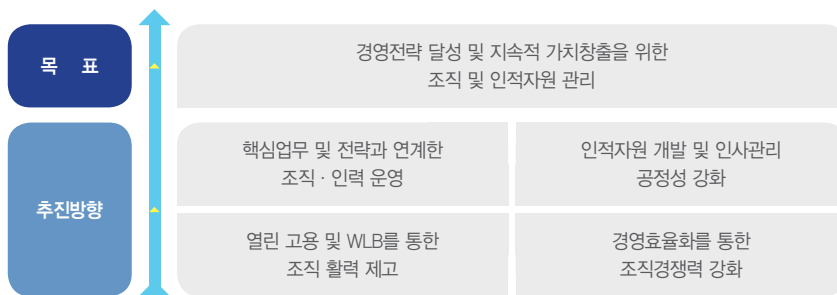 목 표
경영전략 달성 및 지속적 가치창출을 위한
조직 및 인적자원 관리
추진방향
핵심업무 및 전략과 연계한
조직 · 인력 운영
인적자원 개발 및 인사관리
공정성 강화
열린 고용 및 WLB를 통한
조직 활력 제고
경영효율화를 통한
조직경쟁력 강화